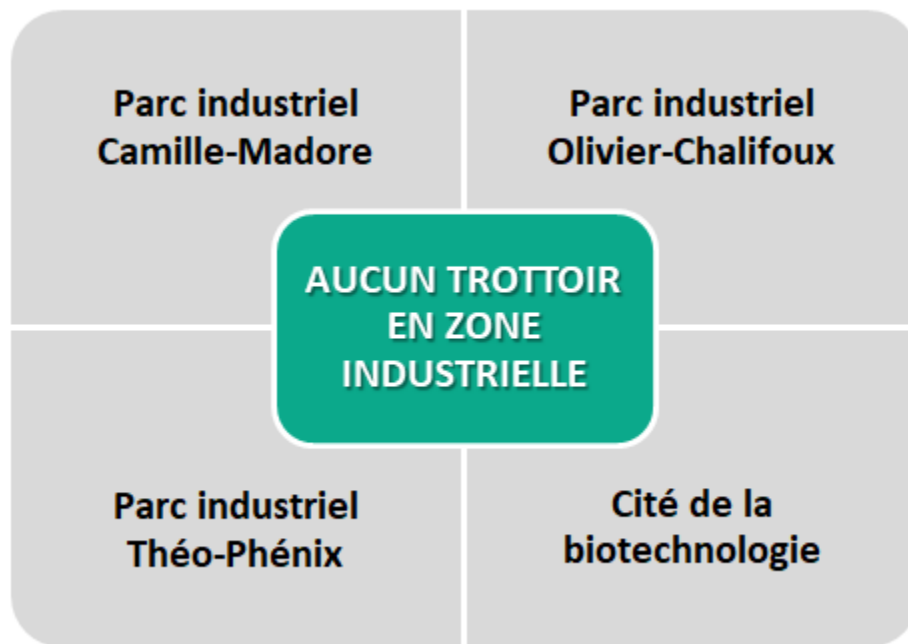 Parc industriel
Camille-Madore
Parc industriel
Olivier-Chalifoux
AUCUN TROTTOIR
EN ZONE
INDUSTRIELLE
Parc industriel
Théo-Phénix
Cité de la
biotechnologie